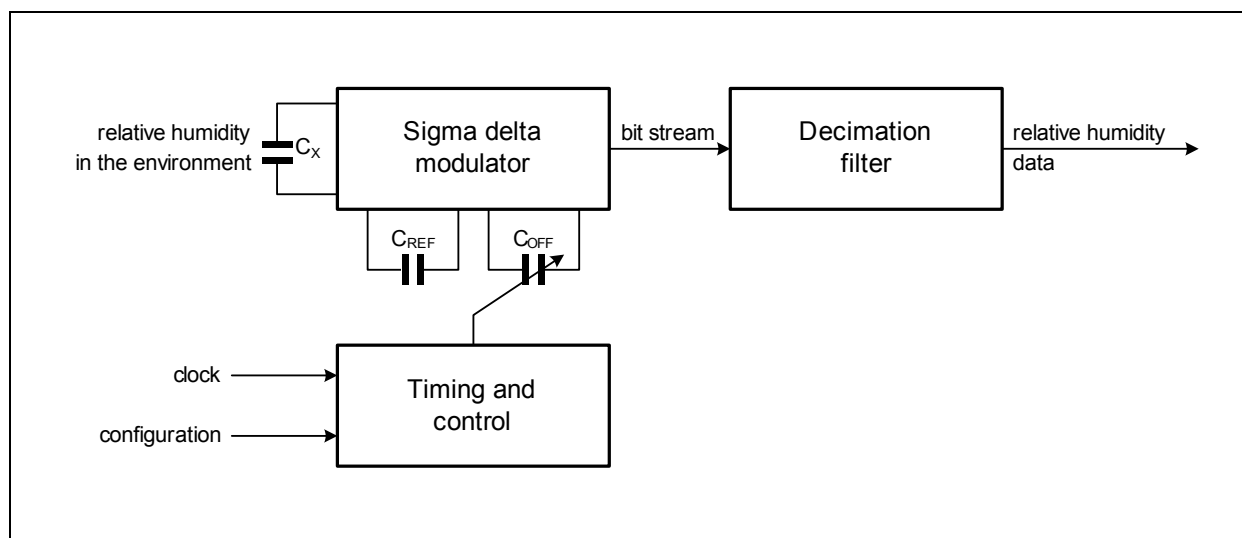 relative humidity
in the environment
CX
Sigma delta
modulator
bit stream
Decimation
filter
relative humidity
data
CREF
COFF
clock
configuration
Timing and
control